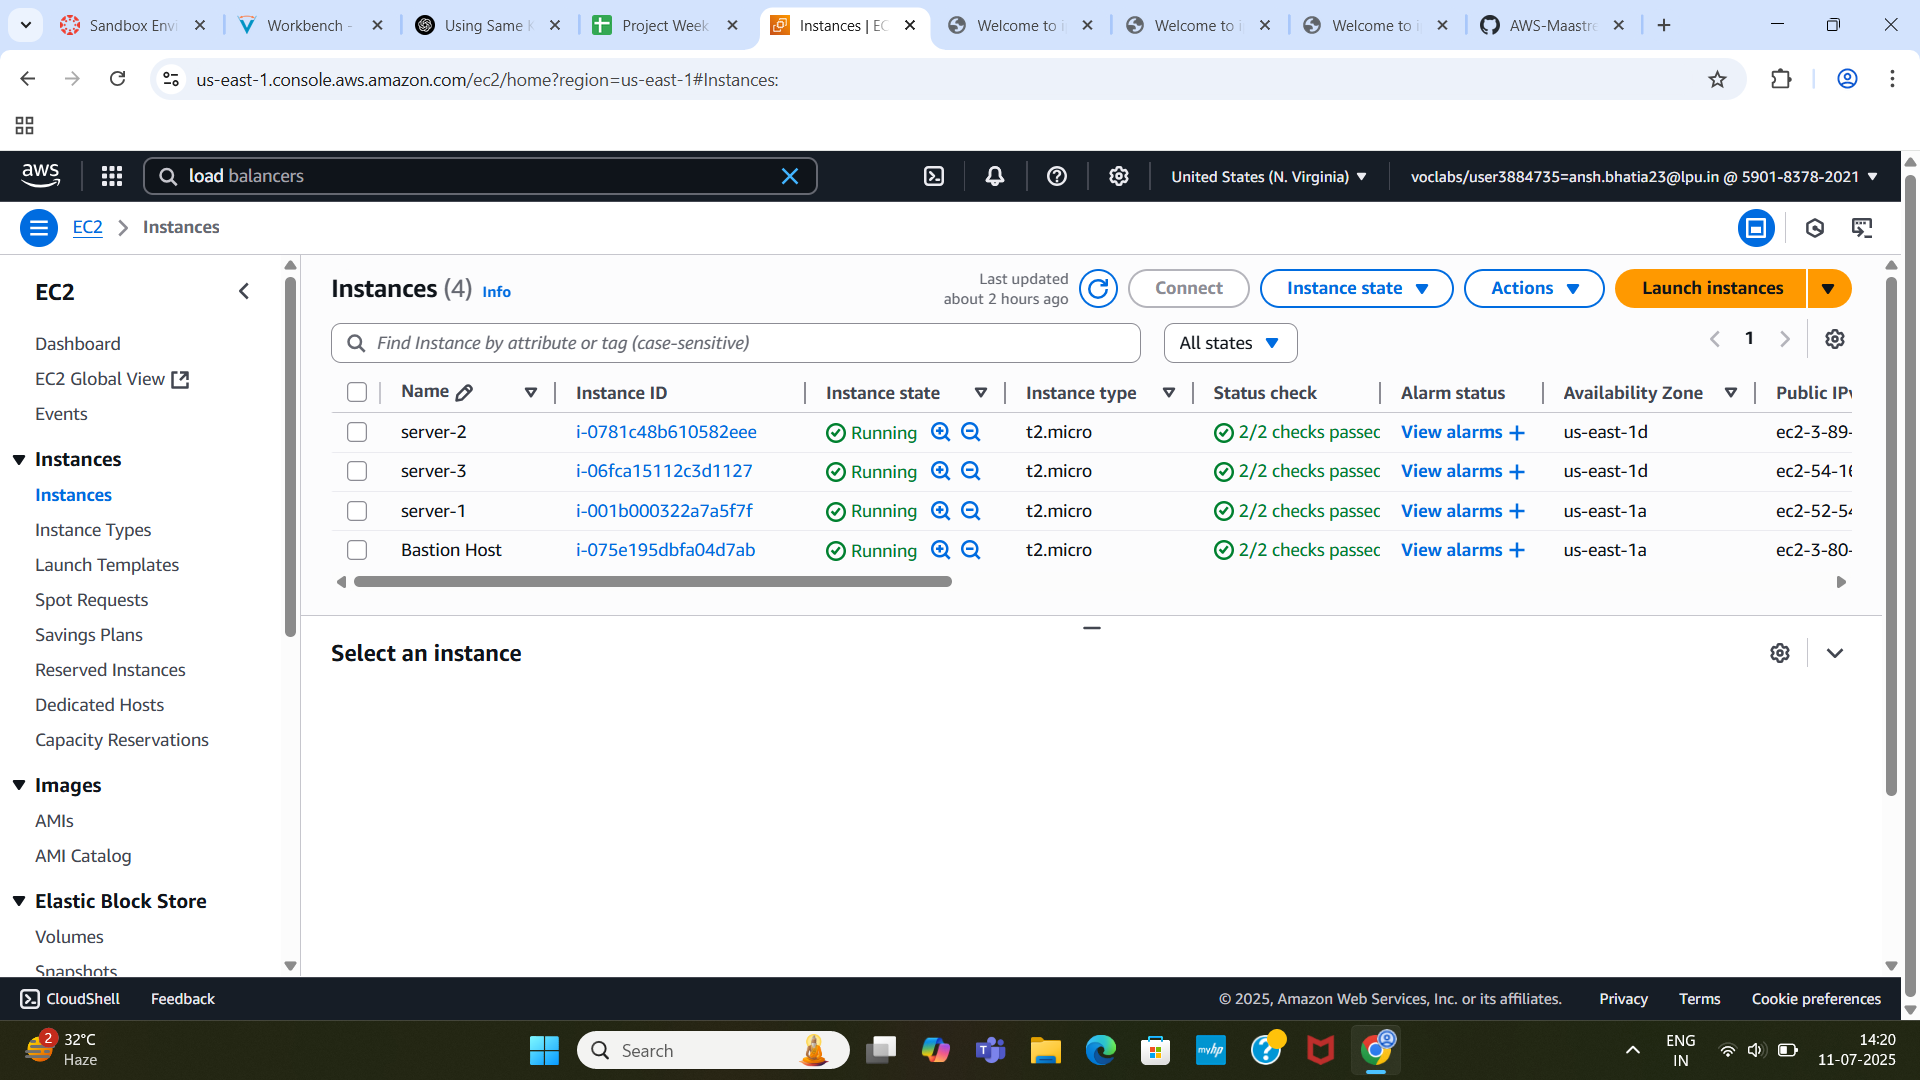 Sandbox Envi
Workbench -
Using Same K
Project Week
Instances | EC
Welcome to i
Welcome to i
Welcome to i
AWS-Maastre
us-east-1.console.aws.amazon.com/ec2/home?region=us-east-1#Instances:
aws
load balancers
United States (N. Virginia)
voclabs/user3884735=ansh.bhatia23@lpu.in @ 5901-8378-2021
EC2
Instances
EC2
Dashboard
EC2 Global View
Events
Instances
Instances
Instance Types
Launch Templates
Spot Requests
Savings Plans
Reserved Instances
Dedicated Hosts
Capacity Reservations
Images
AMIs
AMI Catalog
Elastic Block Store
Volumes
Snapshots
Instances (4) Info
Last updated
about 2 hours ago
Connect
Instance state
Actions
Launch instances
Find Instance by attribute or tag (case-sensitive)
All states
1
Name Instance ID Instance state Instance type Status check Alarm status Availability Zone Public IPv
server-2 i-0781c48b610582eee Running t2.micro 2/2 checks passed View alarms + us-east-1d ec2-3-89-
server-3 i-06fca15112c3d1127 Running t2.micro 2/2 checks passed View alarms + us-east-1d ec2-54-16
server-1 i-001b000322a7a5f7f Running t2.micro 2/2 checks passed View alarms + us-east-1a ec2-52-54
Bastion Host i-075e195dbfa04d7ab Running t2.micro 2/2 checks passed View alarms + us-east-1a ec2-3-80-
Select an instance
CloudShell
Feedback
© 2025, Amazon Web Services, Inc. or its affiliates.
Privacy
Terms
Cookie preferences
2
32°C
Haze
Search
myhp
ENG
IN
14:20
11-07-2025